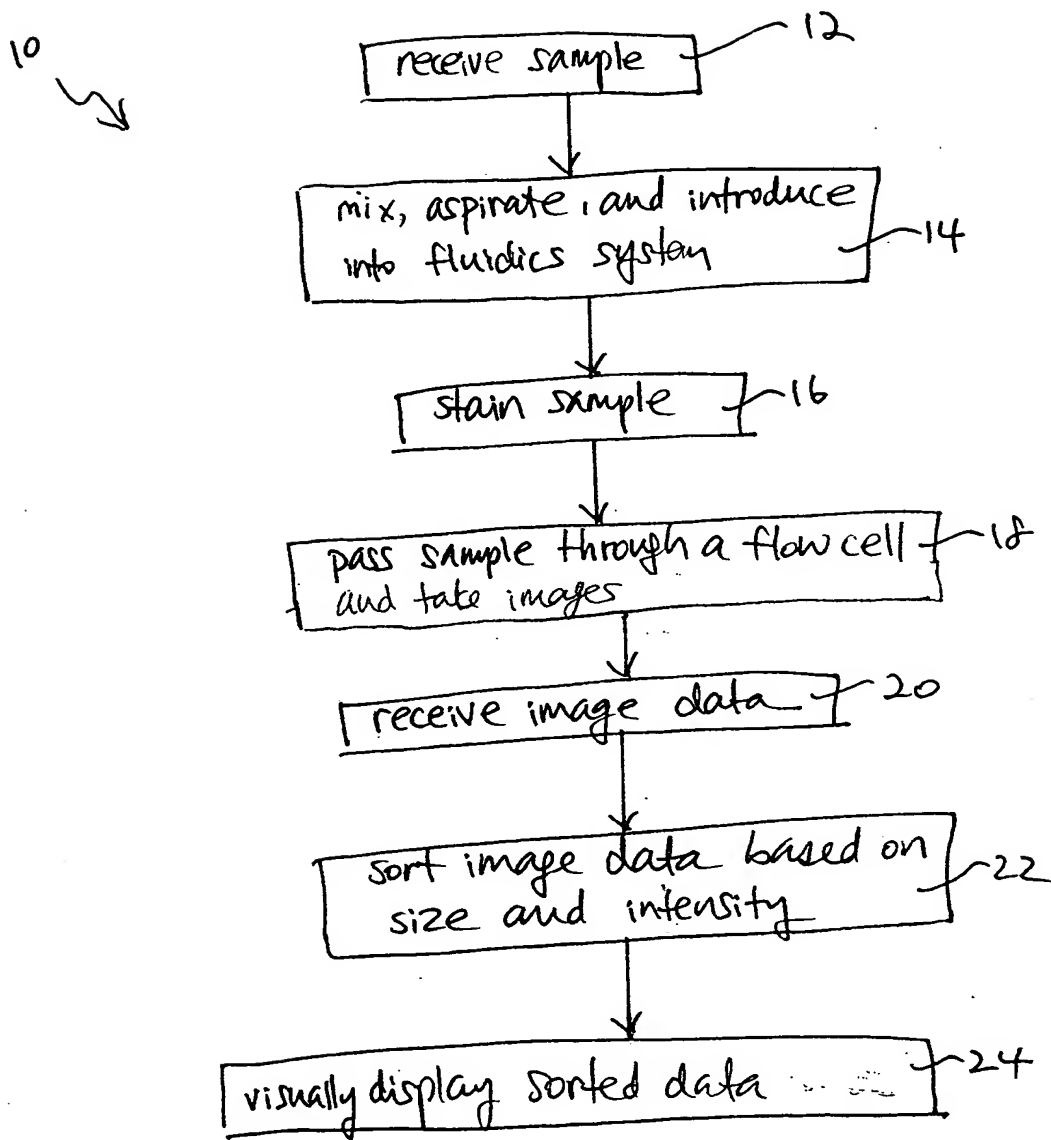 10
receive sample
12
mix, aspirate, and introduce
into fluidics system
14
stain sample
16
pass sample through a flow cell
and take images
18
receive image data
20
sort image data based on
size and intensity
22
visually display sorted data
24